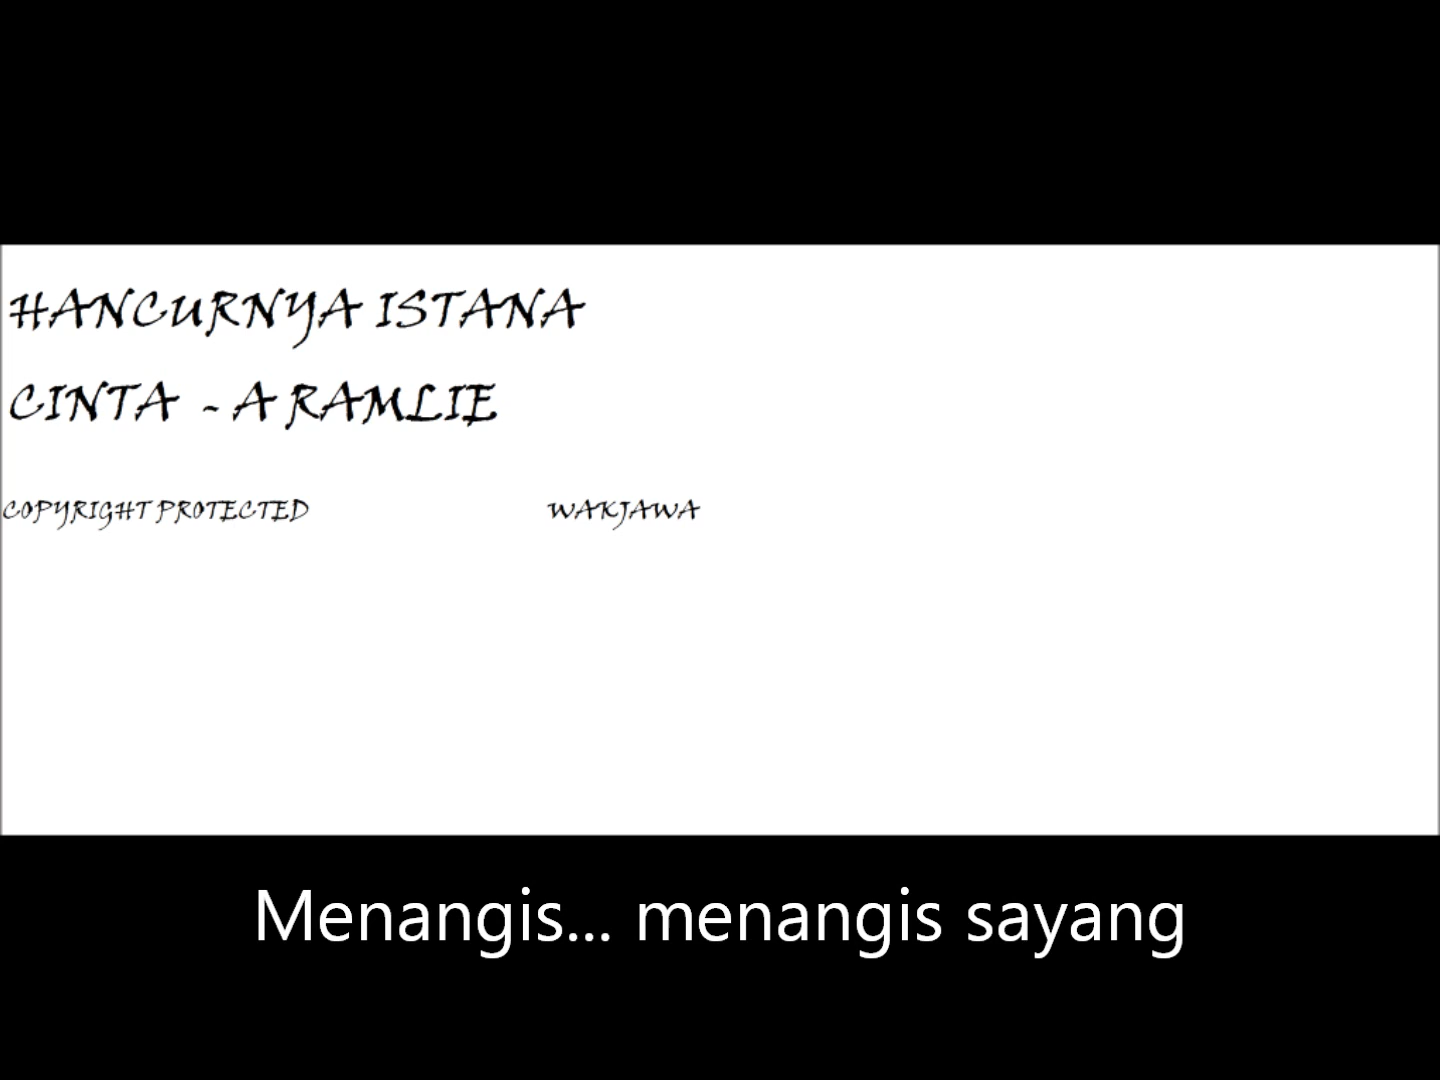 HANCURNYA ISTANA
CINTA - A RAMLIE
COPYRIGHT PROTECTED WAKJAWA
Menangis... menangis sayang